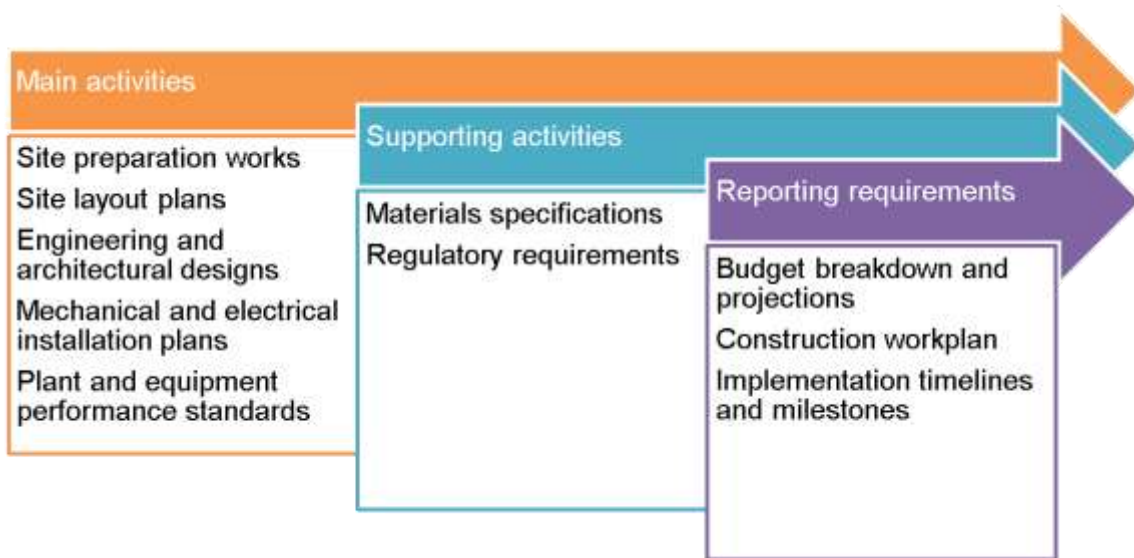 Main activities
Site preparation works
Site layout plans
Engineering and
architectural designs
Mechanical and electrical
installation plans
Plant and equipment
performance standards
Supporting activities
Materials specifications
Regulatory requirements
Reporting requirements
Budget breakdown and
projections
Construction workplan
Implementation timelines
and milestones